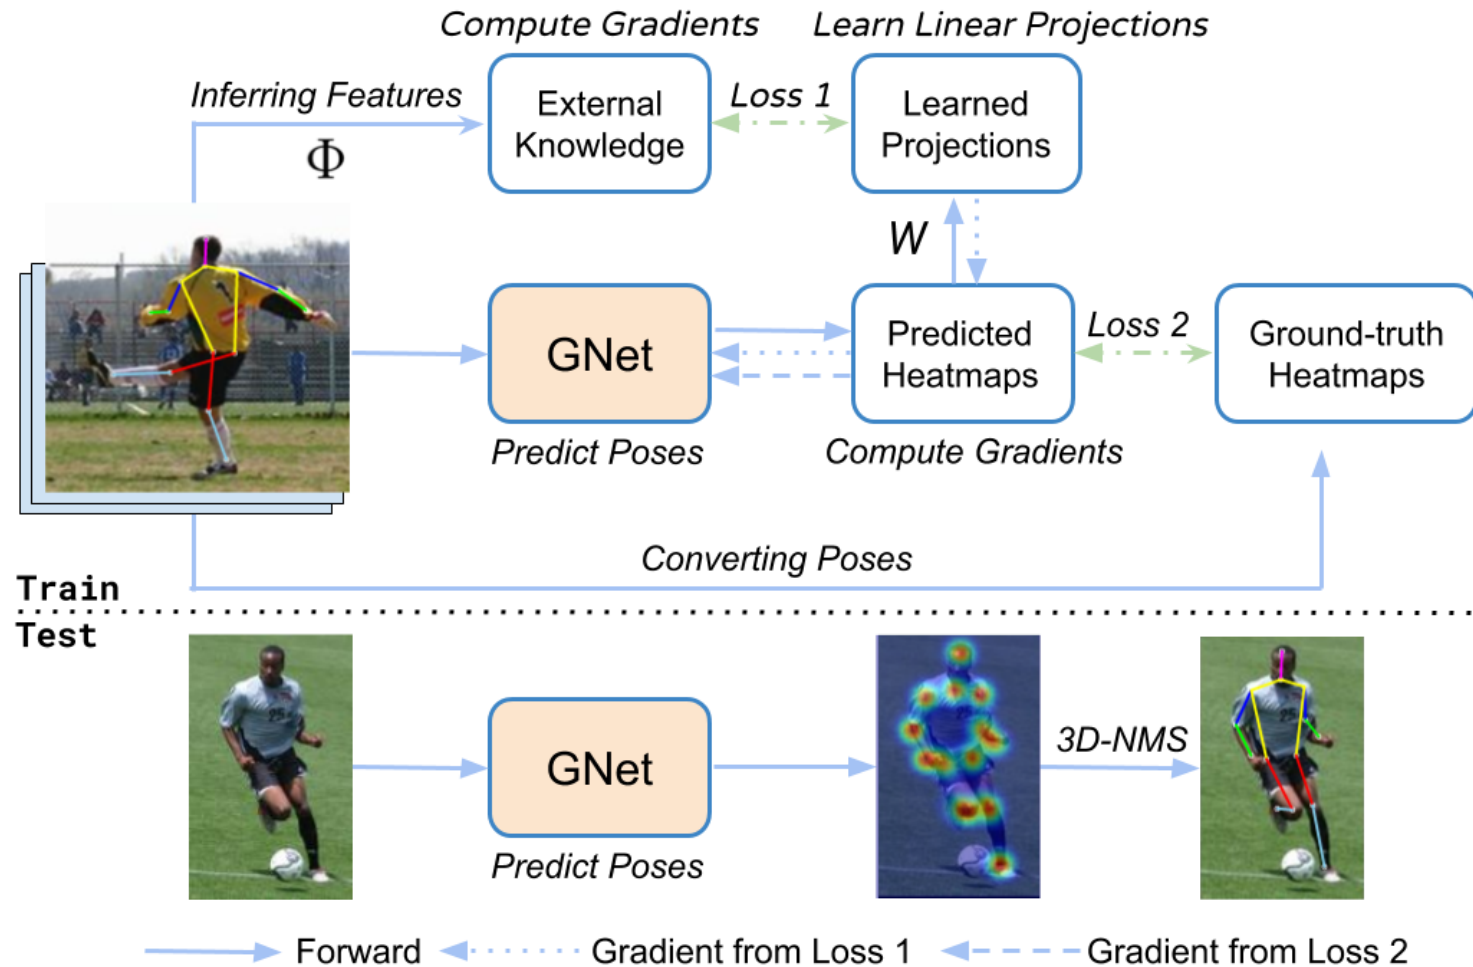 Compute Gradients
Learn Linear Projections
Inferring Features
Φ
External
Knowledge
Loss 1
Learned
Projections
W
GNet
Predict Poses
Predicted
Heatmaps
Compute Gradients
Loss 2
Ground-truth
Heatmaps
Converting Poses
Train
Test
GNet
Predict Poses
25
3D-NMS
25
Forward
Gradient from Loss 1
Gradient from Loss 2